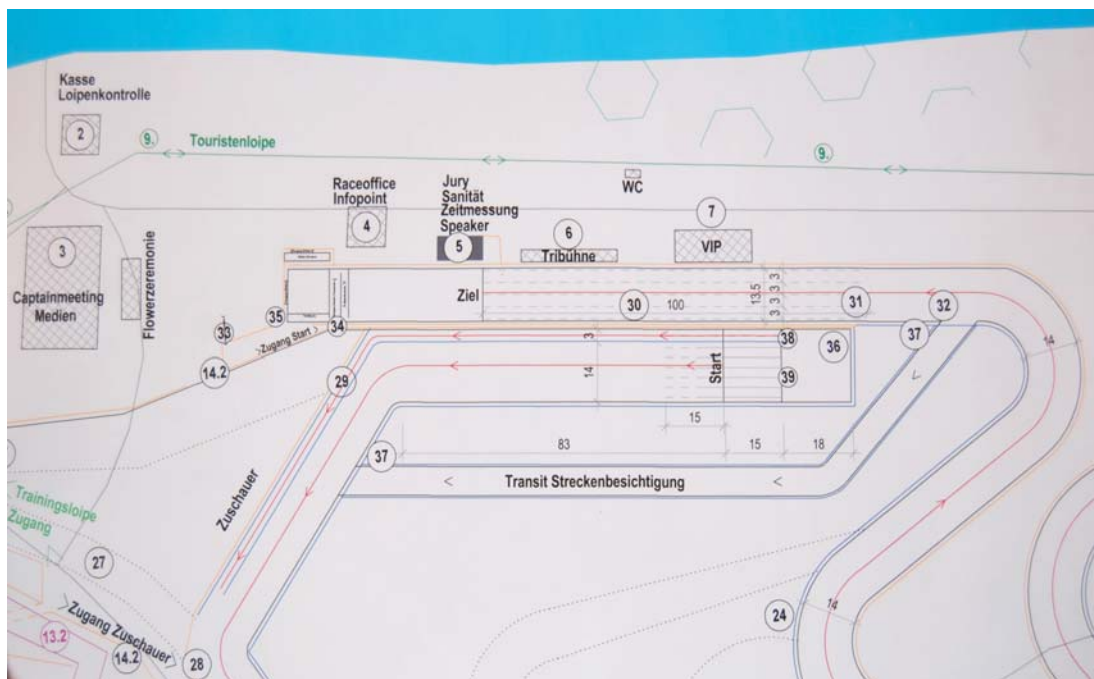 Kasse
Loipenkontrolle
2
9.
Touristenloipe
9.
WC
Raceoffice
Infopoint
4
Jury
Sanität
Zeitmessung
Speaker
5
6
Tribühne
7
VIP
3
Captainmeeting
Medien
Flowerzeremonie
Ziel
30
100
13.5
3
3
3
3
31
32
33
35
34
>Zugang Start>
14.2
29
3
14
Start
38
39
36
37
14
15
83
15
18
37
Transit Streckenbesichtigung
Zuschauer
Trainingsloipe
Zugang
27
Zugang Zuschauer
13.2
14.2
28
24
14